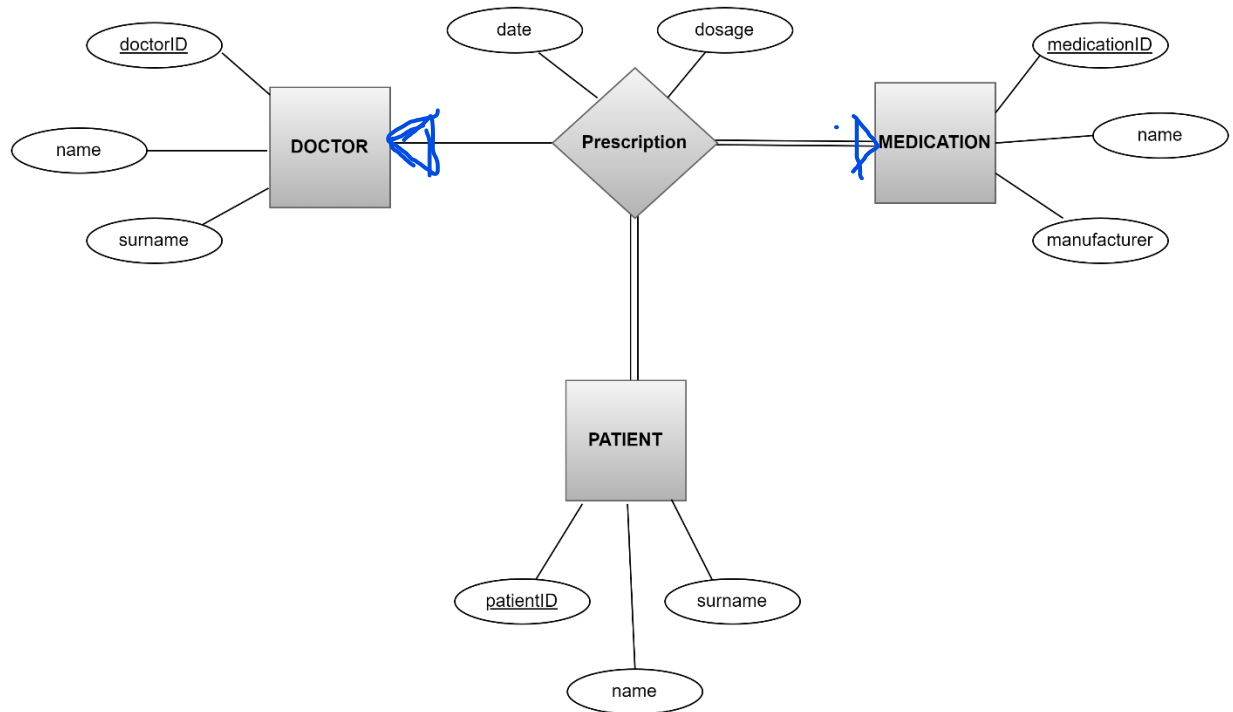 date
dosage
doctorID
medicationID
name
DOCTOR
Prescription
MEDICATION
name
surname
manufacturer
PATIENT
patientID
surname
name